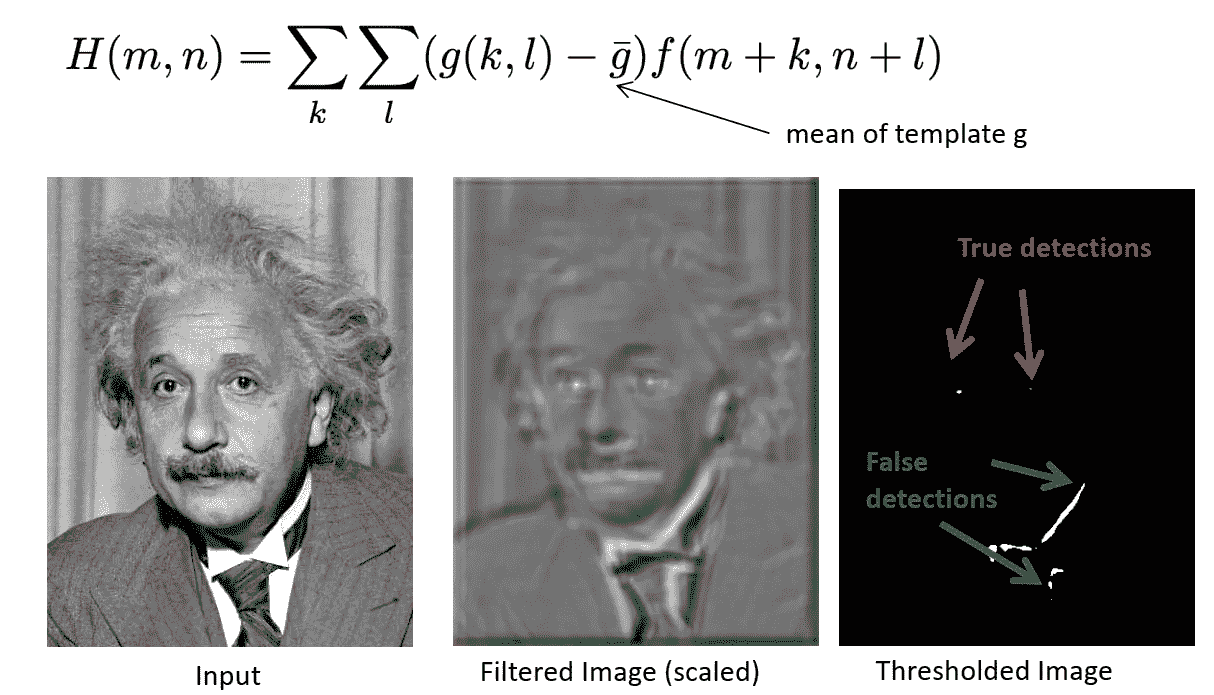 H(m, n) = ∑_k ∑_l (g(k, l) − ḡ) f(m + k, n + l)
mean of template g
True detections
False
detections
Input
Filtered Image (scaled)
Thresholded Image